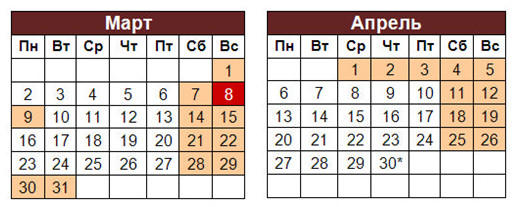 Март
Пн Вт Ср Чт Пт Сб Вс
1
2 3 4 5 6 7 8
9 10 11 12 13 14 15
16 17 18 19 20 21 22
23 24 25 26 27 28 29
30 31
Апрель
Пн Вт Ср Чт Пт Сб Вс
1 2 3 4 5
6 7 8 9 10 11 12
13 14 15 16 17 18 19
20 21 22 23 24 25 26
27 28 29 30*